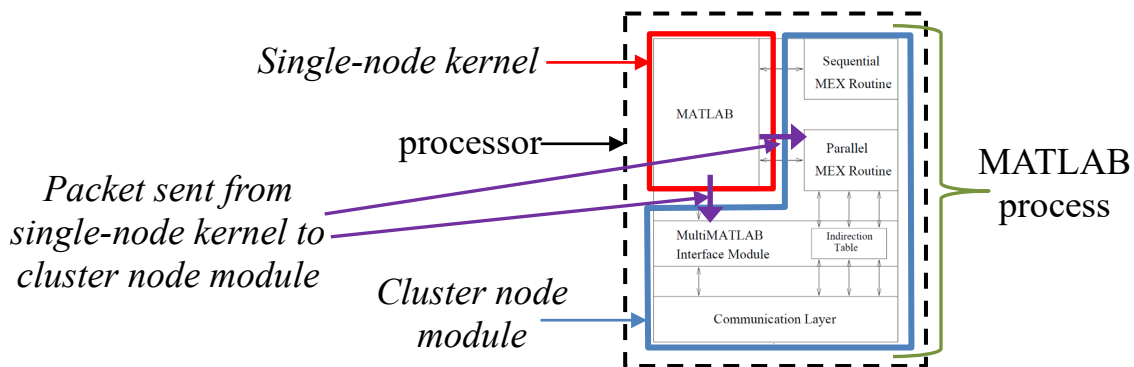 Single-node kernel
processor
Packet sent from
single-node kernel to
cluster node module
Cluster node
module
MATLAB
Sequential
MEX Routine
Parallel
MEX Routine
MultiMATLAB
Interface Module
Indirection
Table
Communication Layer
MATLAB
process